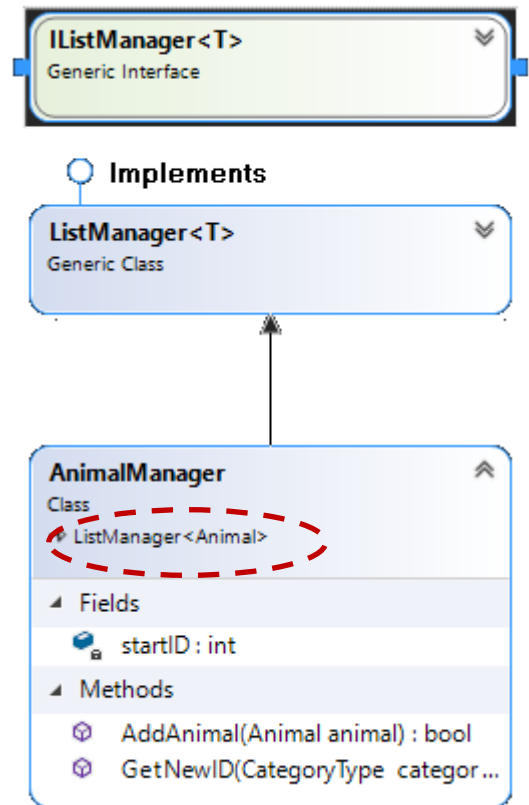 IListManager<T>
Generic Interface
Implements
ListManager<T>
Generic Class
AnimalManager
Class
ListManager<Animal>
Fields
startID : int
Methods
AddAnimal(Animal animal) : bool
GetNewID(CategoryType categor...